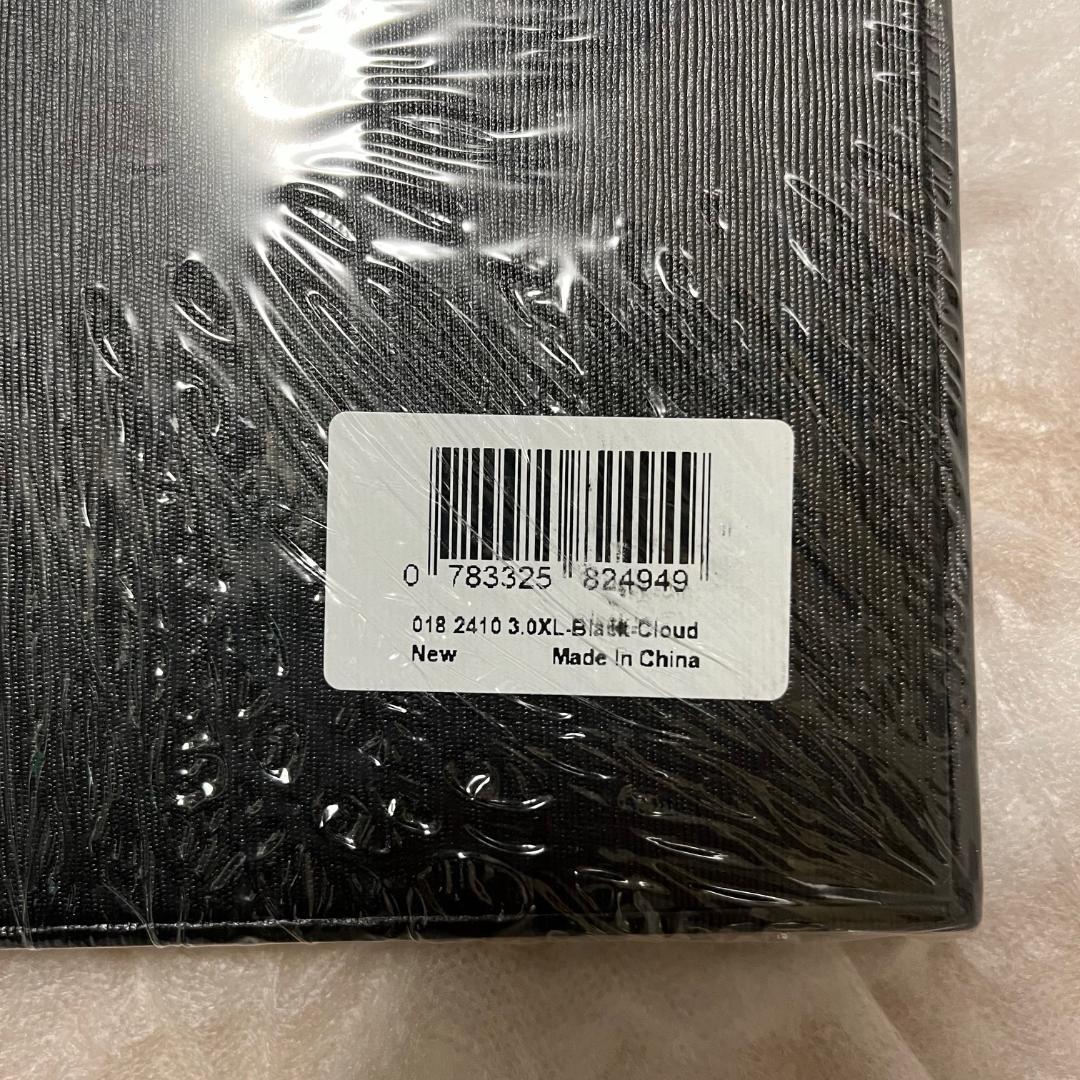 0 783325 824949
018 2410 3.0XL-Black-Cloud
New Made In China